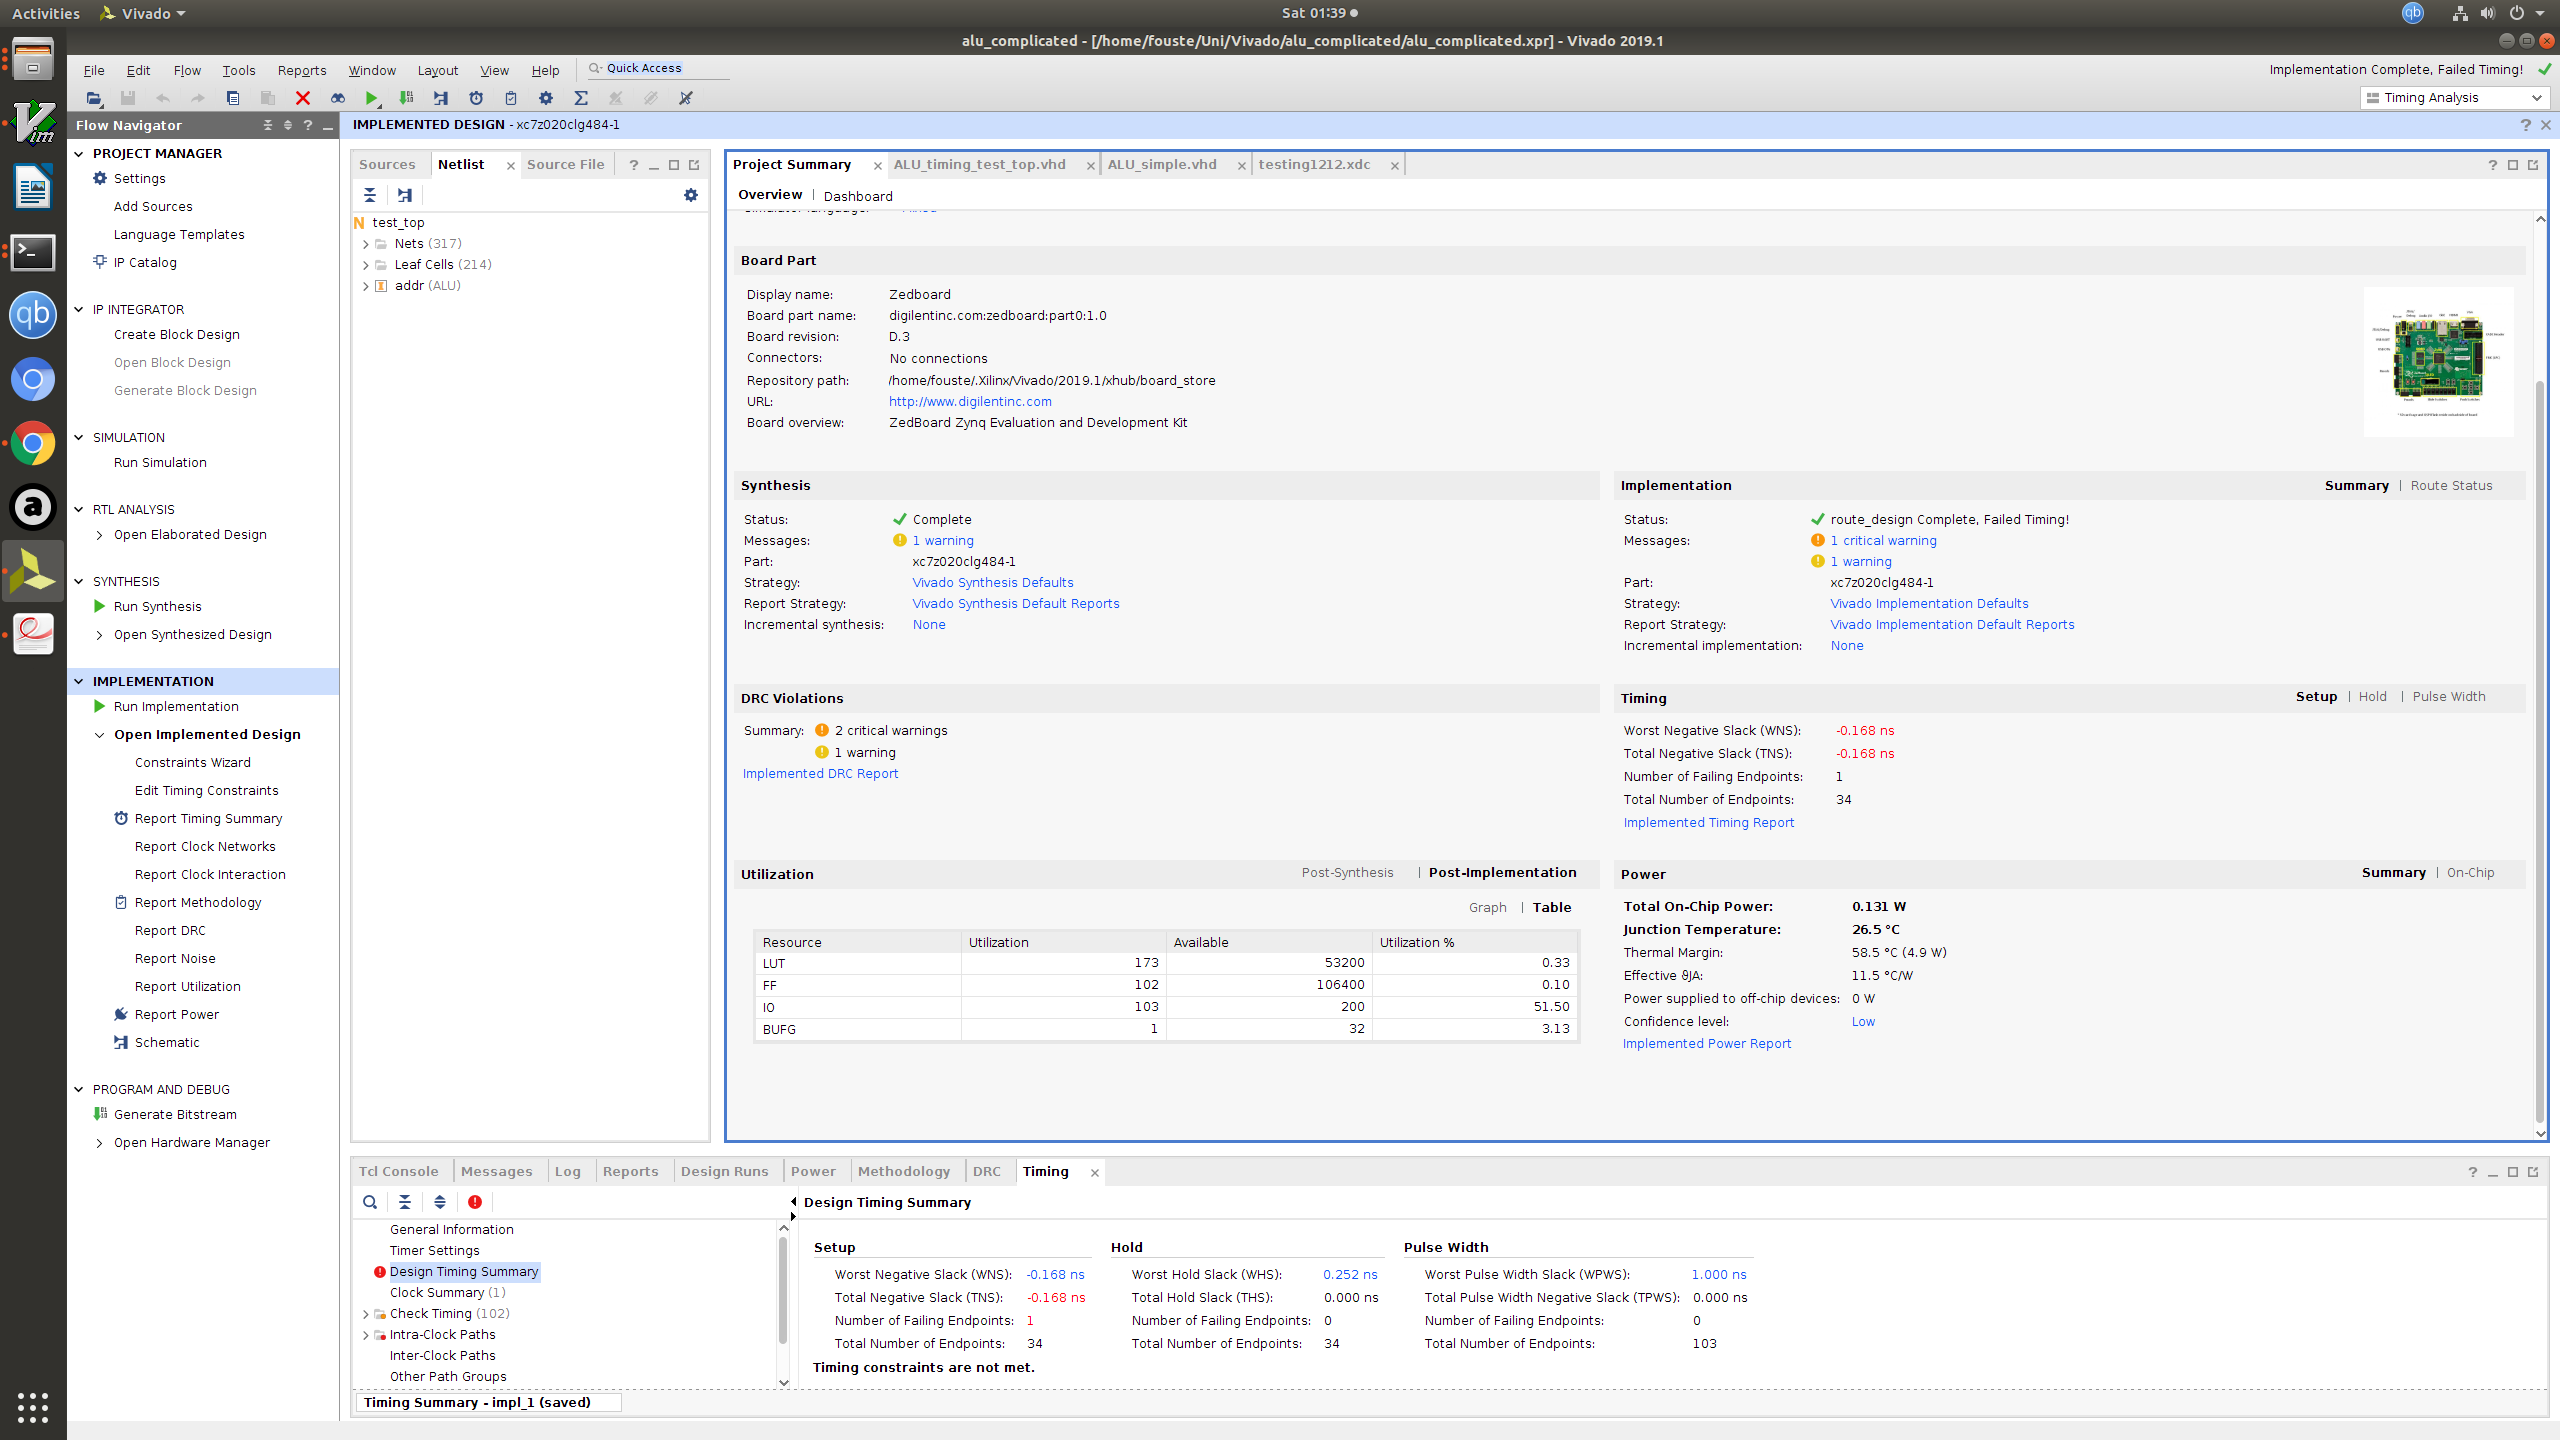 Activities
Vivado
Sat 01:39
qb
alu_complicated - [/home/fouste/Uni/Vivado/alu_complicated/alu_complicated.xpr] - Vivado 2019.1
File Edit Flow Tools Reports Window Layout View Help
Quick Access
Implementation Complete, Failed Timing!
Timing Analysis
Flow Navigator
IMPLEMENTED DESIGN - xc7z020clg484-1
PROJECT MANAGER
Settings
Add Sources
Language Templates
IP Catalog
IP INTEGRATOR
Create Block Design
Open Block Design
Generate Block Design
SIMULATION
Run Simulation
RTL ANALYSIS
Open Elaborated Design
SYNTHESIS
Run Synthesis
Open Synthesized Design
IMPLEMENTATION
Run Implementation
Open Implemented Design
Constraints Wizard
Edit Timing Constraints
Report Timing Summary
Report Clock Networks
Report Clock Interaction
Report Methodology
Report DRC
Report Noise
Report Utilization
Report Power
Schematic
PROGRAM AND DEBUG
Generate Bitstream
Open Hardware Manager
Sources Netlist Source File
N test_top
Nets (317)
Leaf Cells (214)
addr (ALU)
Project Summary ALU_timing_test_top.vhd ALU_simple.vhd testing1212.xdc
Overview | Dashboard
Board Part
Display name: Zedboard
Board part name: digilentinc.com:zedboard:part0:1.0
Board revision: D.3
Connectors: No connections
Repository path: /home/fouste/.Xilinx/Vivado/2019.1/xhub/board_store
URL: http://www.digilentinc.com
Board overview: ZedBoard Zynq Evaluation and Development Kit
Synthesis
Status: Complete
Messages: 1 warning
Part: xc7z020clg484-1
Strategy: Vivado Synthesis Defaults
Report Strategy: Vivado Synthesis Default Reports
Incremental synthesis: None
Implementation Summary | Route Status
Status: route_design Complete, Failed Timing!
Messages: 1 critical warning
1 warning
Part: xc7z020clg484-1
Strategy: Vivado Implementation Defaults
Report Strategy: Vivado Implementation Default Reports
Incremental implementation: None
DRC Violations
Summary: 2 critical warnings
1 warning
Implemented DRC Report
Timing Setup | Hold | Pulse Width
Worst Negative Slack (WNS): -0.168 ns
Total Negative Slack (TNS): -0.168 ns
Number of Failing Endpoints: 1
Total Number of Endpoints: 34
Implemented Timing Report
Utilization Post-Synthesis | Post-Implementation
Graph | Table
Resource Utilization Available Utilization %
LUT 173 53200 0.33
FF 102 106400 0.10
IO 103 200 51.50
BUFG 1 32 3.13
Power Summary | On-Chip
Total On-Chip Power: 0.131 W
Junction Temperature: 26.5 °C
Thermal Margin: 58.5 °C (4.9 W)
Effective ϑJA: 11.5 °C/W
Power supplied to off-chip devices: 0 W
Confidence level: Low
Implemented Power Report
Tcl Console Messages Log Reports Design Runs Power Methodology DRC Timing
General Information
Timer Settings
Design Timing Summary
Clock Summary (1)
Check Timing (102)
Intra-Clock Paths
Inter-Clock Paths
Other Path Groups
Design Timing Summary
Setup Hold Pulse Width
Worst Negative Slack (WNS): -0.168 ns Worst Hold Slack (WHS): 0.252 ns Worst Pulse Width Slack (WPWS): 1.000 ns
Total Negative Slack (TNS): -0.168 ns Total Hold Slack (THS): 0.000 ns Total Pulse Width Negative Slack (TPWS): 0.000 ns
Number of Failing Endpoints: 1 Number of Failing Endpoints: 0 Number of Failing Endpoints: 0
Total Number of Endpoints: 34 Total Number of Endpoints: 34 Total Number of Endpoints: 103
Timing constraints are not met.
Timing Summary - impl_1 (saved)